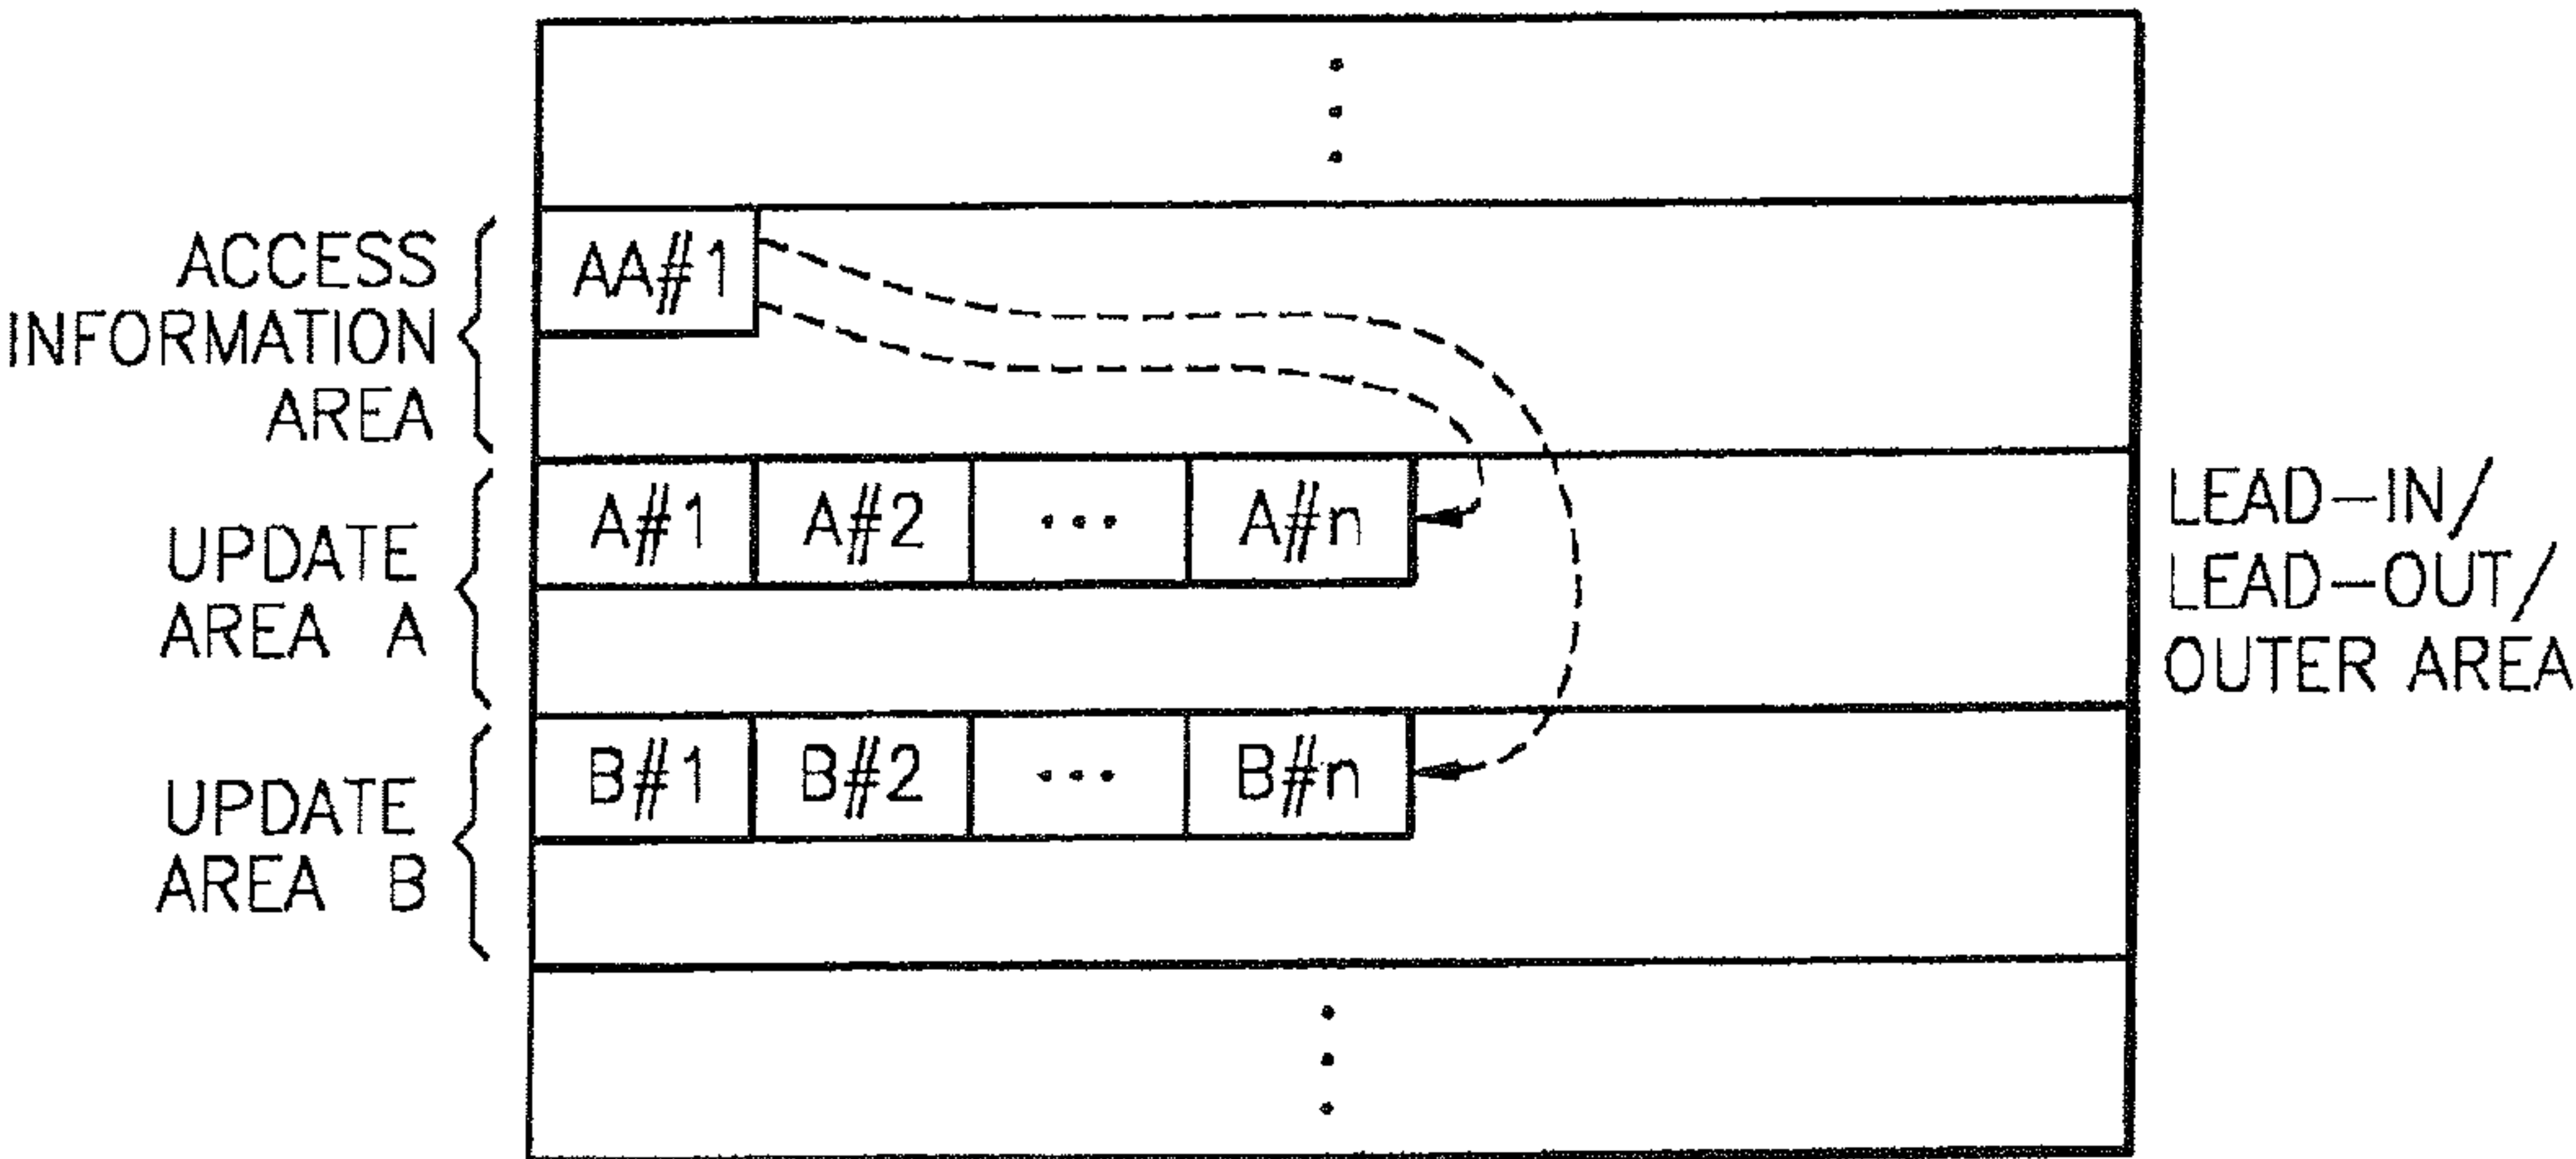 ACCESS
INFORMATION
AREA
AA#1
UPDATE
AREA A
A#1 A#2 ... A#n
LEAD-IN/
LEAD-OUT/
OUTER AREA
UPDATE
AREA B
B#1 B#2 ... B#n